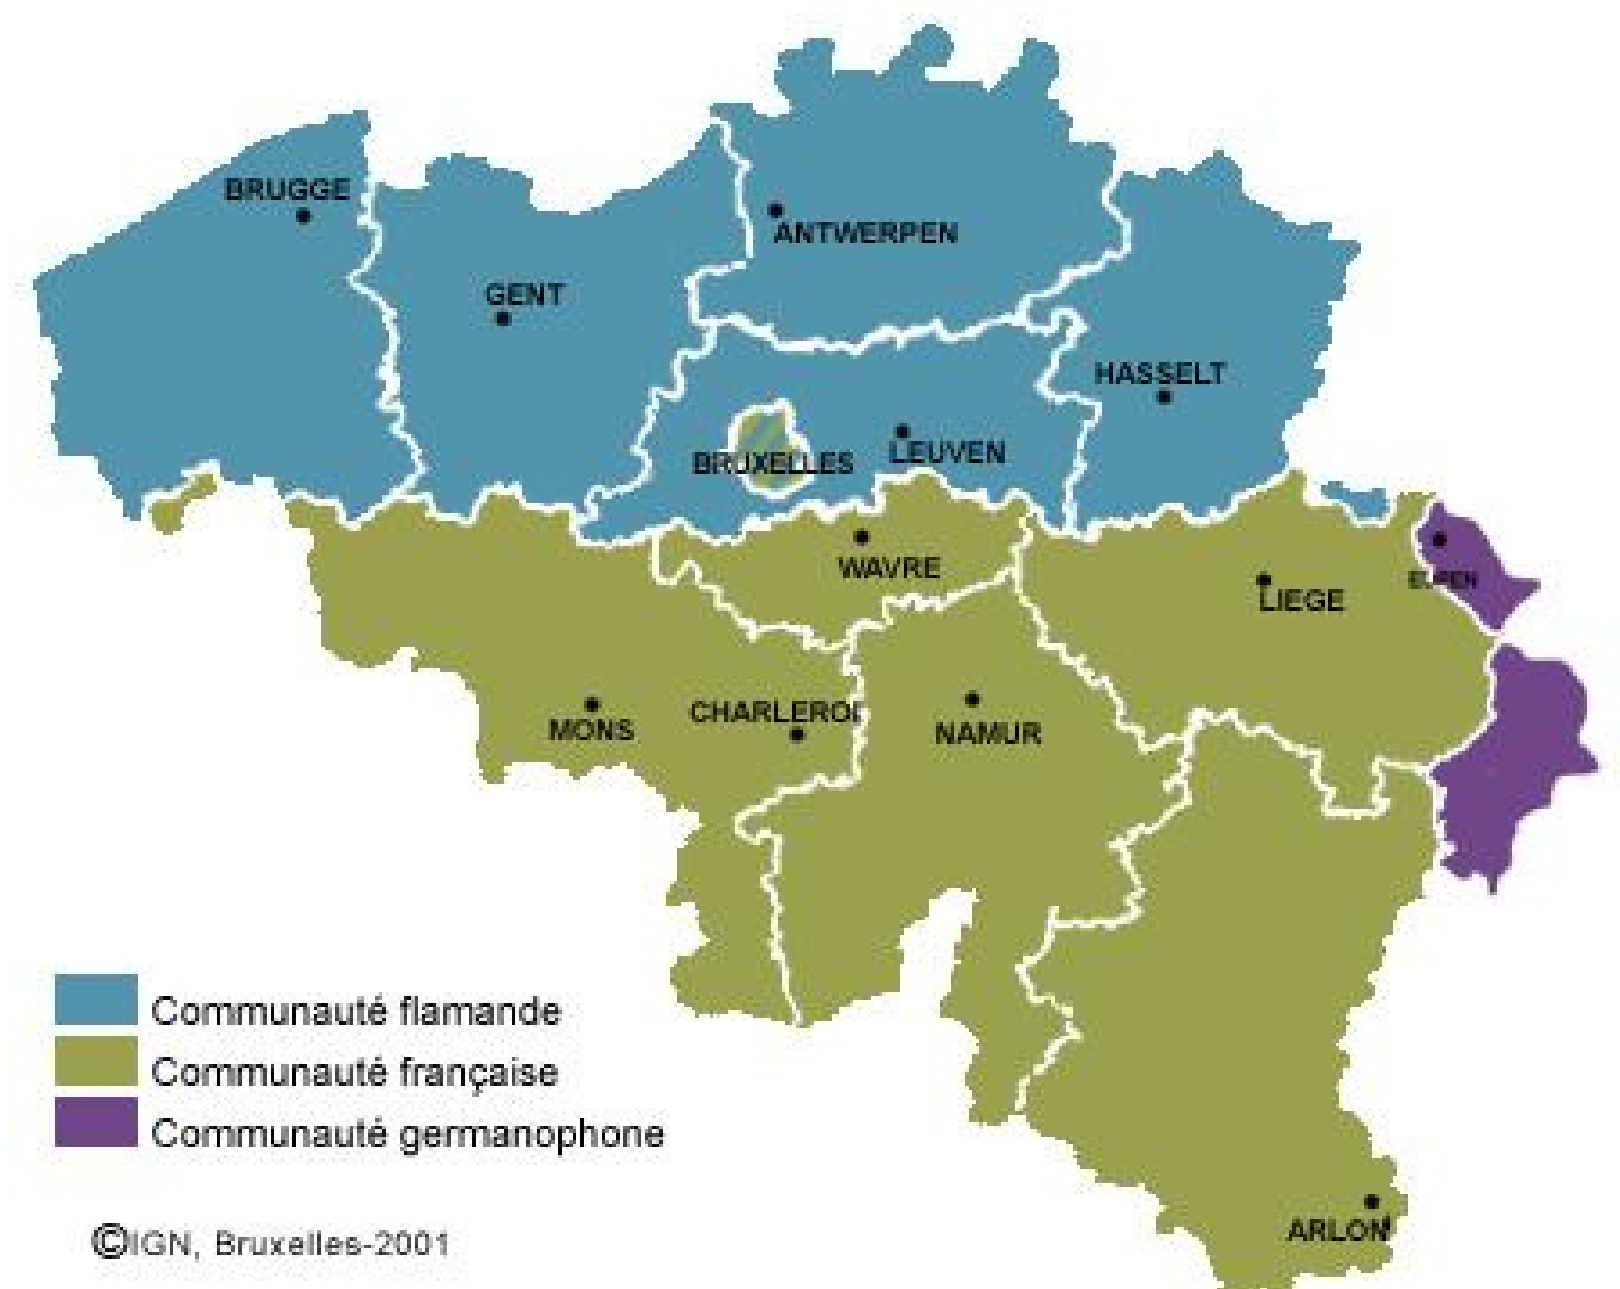 BRUGGE
ANTWERPEN
GENT
HASSELT
BRUXELLES
LEUVEN
WAVRE
EUPEN
LIEGE
CHARLEROI
MONS
NAMUR
Communauté flamande
Communauté française
Communauté germanophone
ARLON
©IGN, Bruxelles-2001